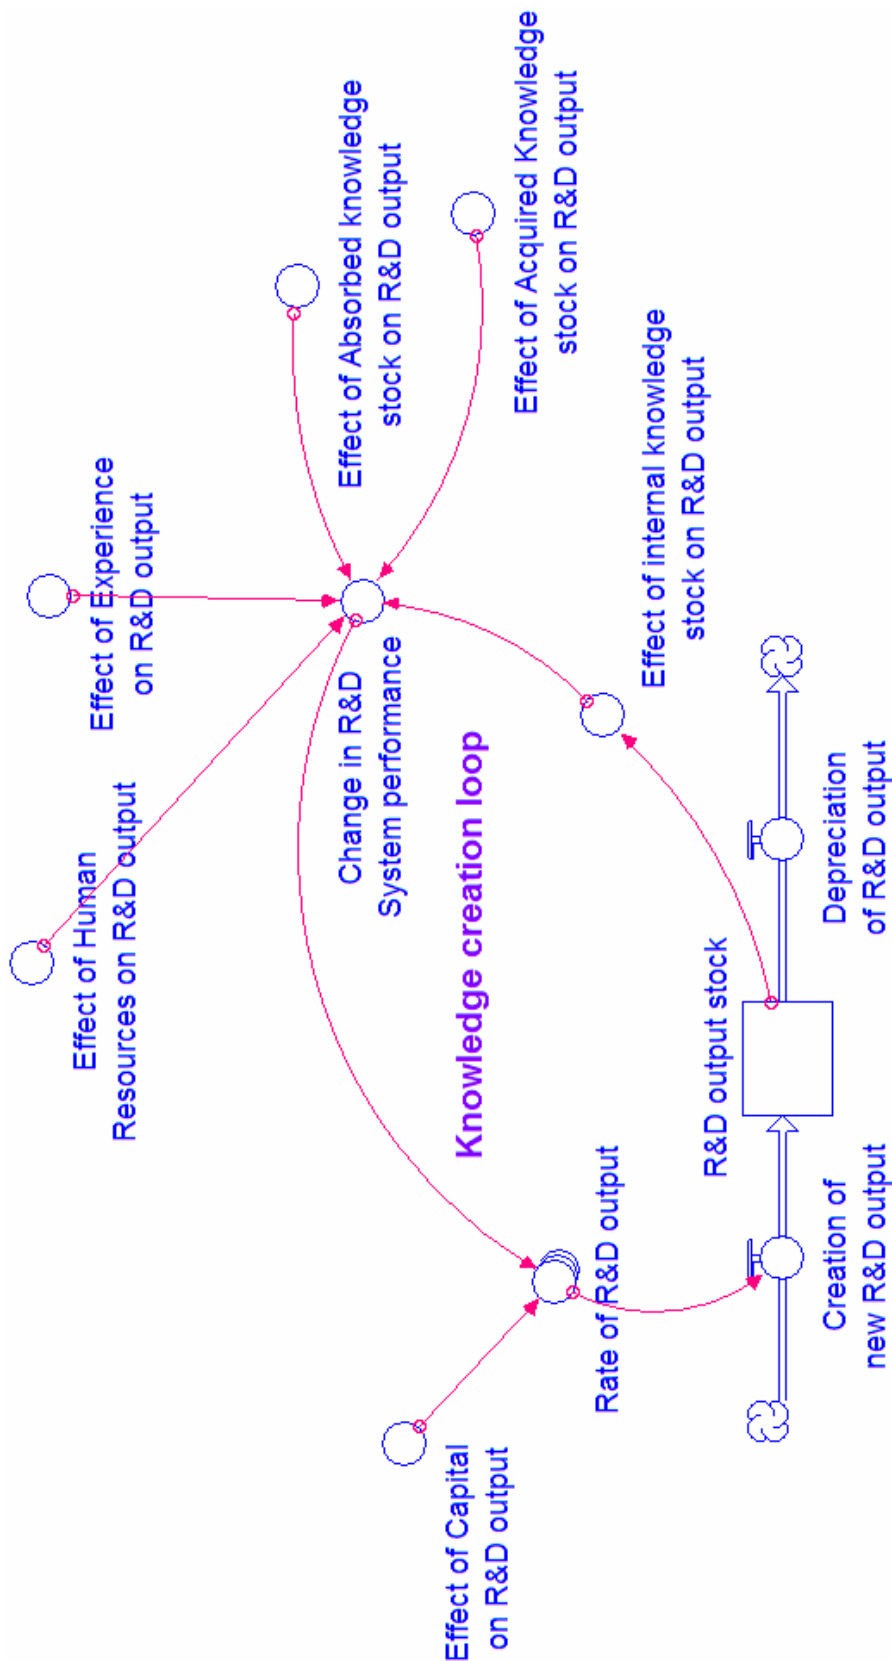 Effect of Human
Resources on R&D output
Effect of Experience
on R&D output
Effect of Absorbed knowledge
stock on R&D output
Change in R&D
System performance
Effect of Capital
on R&D output
Knowledge creation loop
Effect of Acquired Knowledge
stock on R&D output
Rate of R&D output
Effect of internal knowledge
stock on R&D output
R&D output stock
Creation of
new R&D output
Depreciation
of R&D output